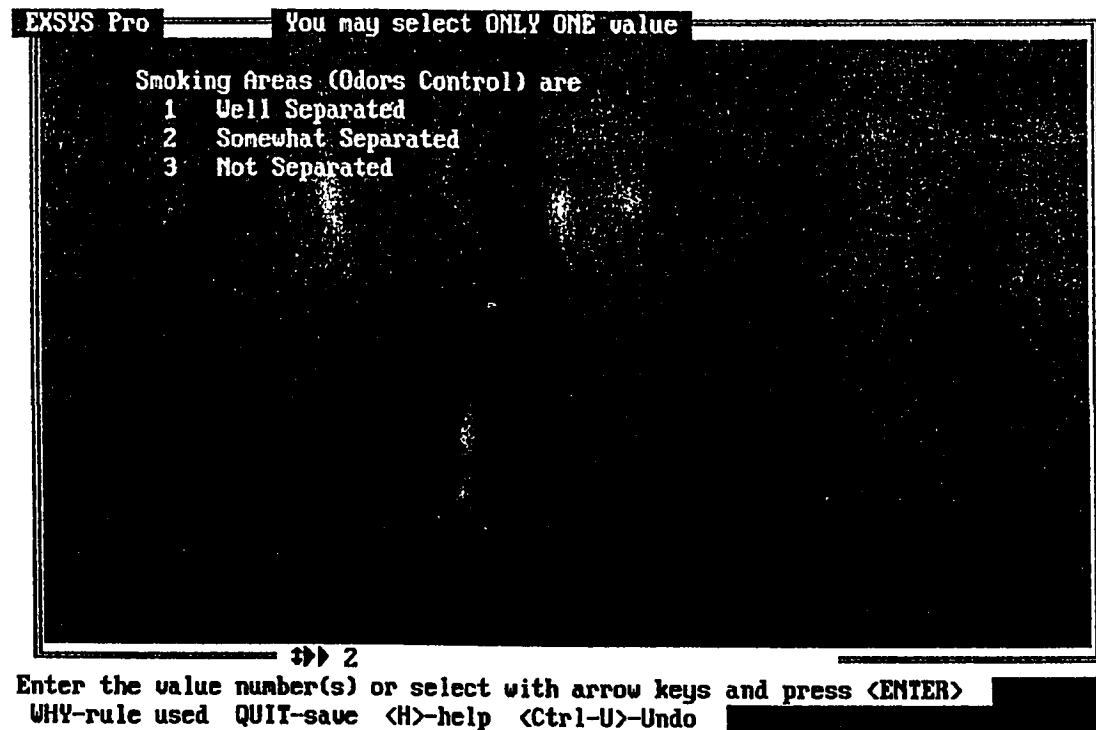 EXSYS Pro You may select ONLY ONE value
Smoking Areas (Odors Control) are
1 Well Separated
2 Somewhat Separated
3 Not Separated
2
Enter the value number(s) or select with arrow keys and press <ENTER>
WHY-rule used QUIT-save <H>-help <Ctrl-U>-Undo